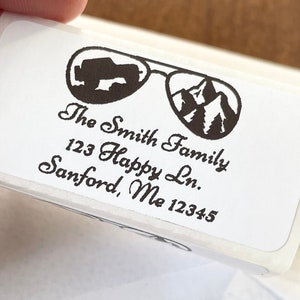 The Smith Family
123 Happy Ln.
Sanford, Me 12345